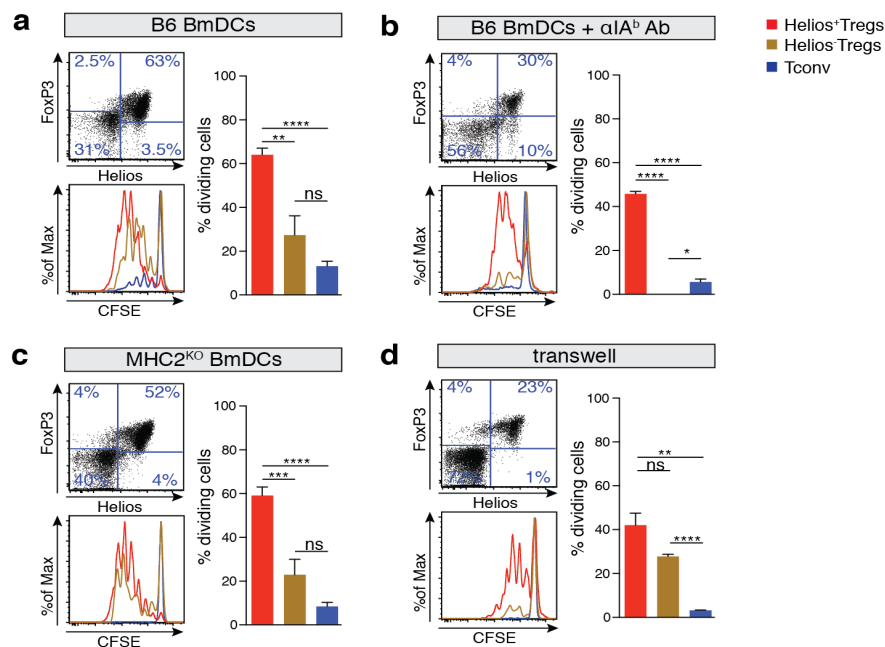 a
B6 BmDCs
2.5%
63%
31%
3.5%
FoxP3
Helios
%of Max
CFSE
% dividing cells
100
80
60
40
20
0
****
**
ns
b
B6 BmDCs + αIAᵇ Ab
4%
30%
56%
10%
FoxP3
Helios
%of Max
CFSE
% dividing cells
100
80
60
40
20
0
****
****
*
Helios⁺Tregs
Helios⁻Tregs
Tconv
c
MHC2ᴷᴼ BmDCs
4%
52%
40%
4%
FoxP3
Helios
%of Max
CFSE
% dividing cells
100
80
60
40
20
0
****
***
ns
d
transwell
4%
23%
1%
FoxP3
Helios
%of Max
CFSE
% dividing cells
100
80
60
40
20
0
**
ns
****